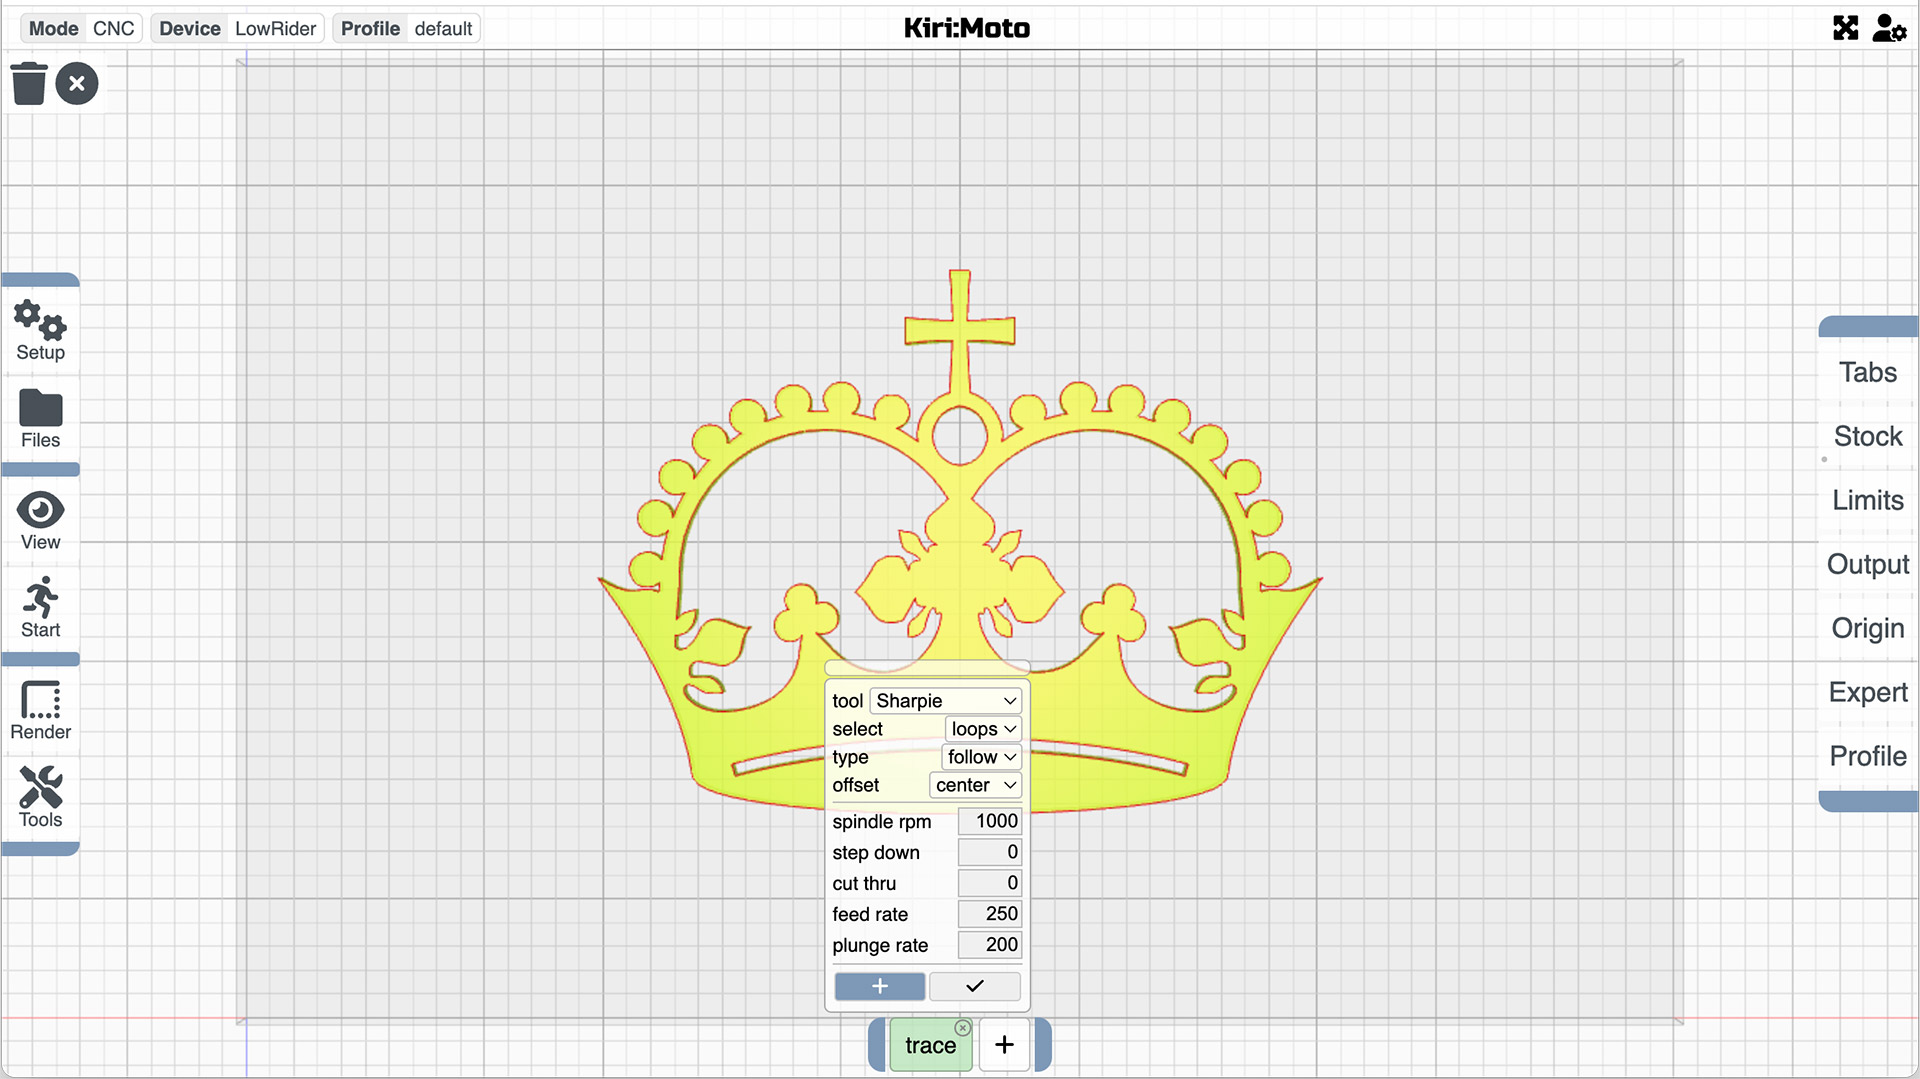 Mode CNC Device LowRider Profile default
Kiri:Moto
Setup
Files
View
Start
Render
Tools
Tabs
Stock
Limits
Output
Origin
Expert
Profile
tool Sharpie
select loops
type follow
offset center
spindle rpm 1000
step down 0
cut thru 0
feed rate 250
plunge rate 200
+
trace +